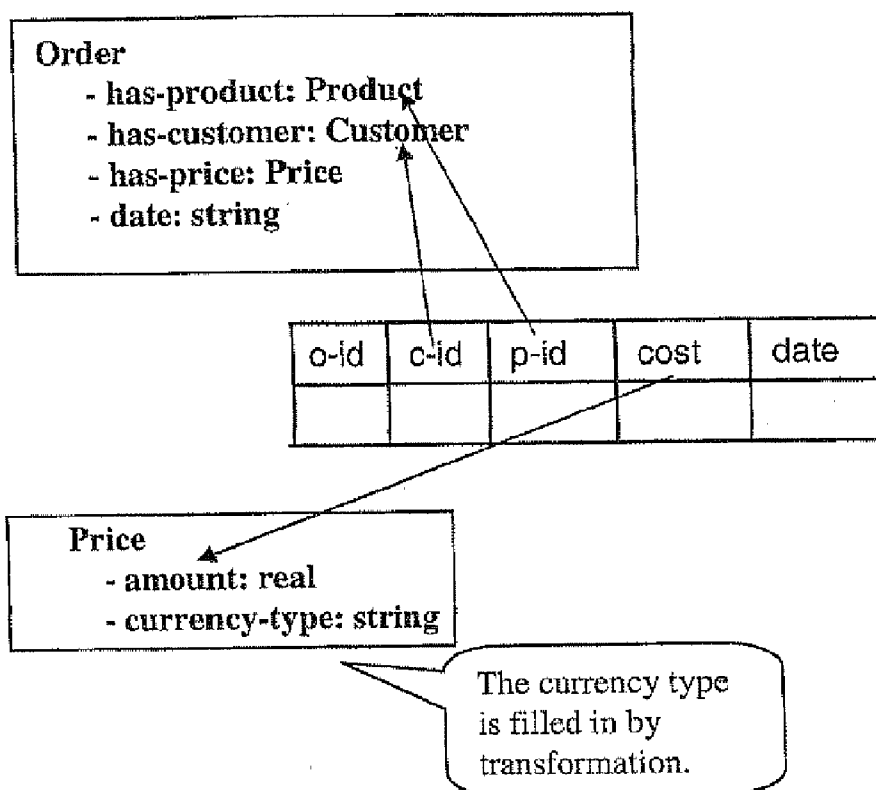 Order
- has-product: Product
- has-customer: Customer
- has-price: Price
- date: string
o-id c-id p-id cost date
Price
- amount: real
- currency-type: string
The currency type
is filled in by
transformation.